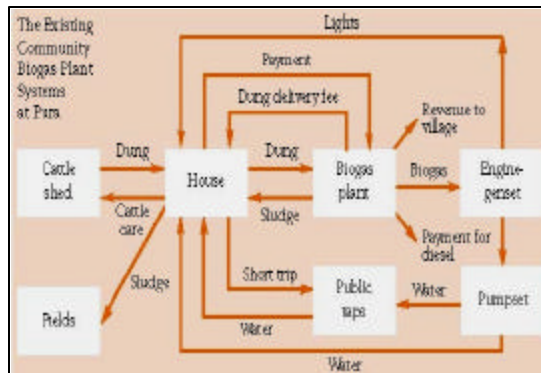 The Existing
Community
Biogas Plant
Systems
at Pura
Lights
Payment
Dung delivery fee
Revenue to
village
Cattle
shed
Dung
House
Dung
Biogas
plant
Biogas
Engine-
genset
Cattle
care
Sludge
Payment for
diesel
Sludge
Short trip
Fields
Public
taps
Water
Pumpset
Water
Water